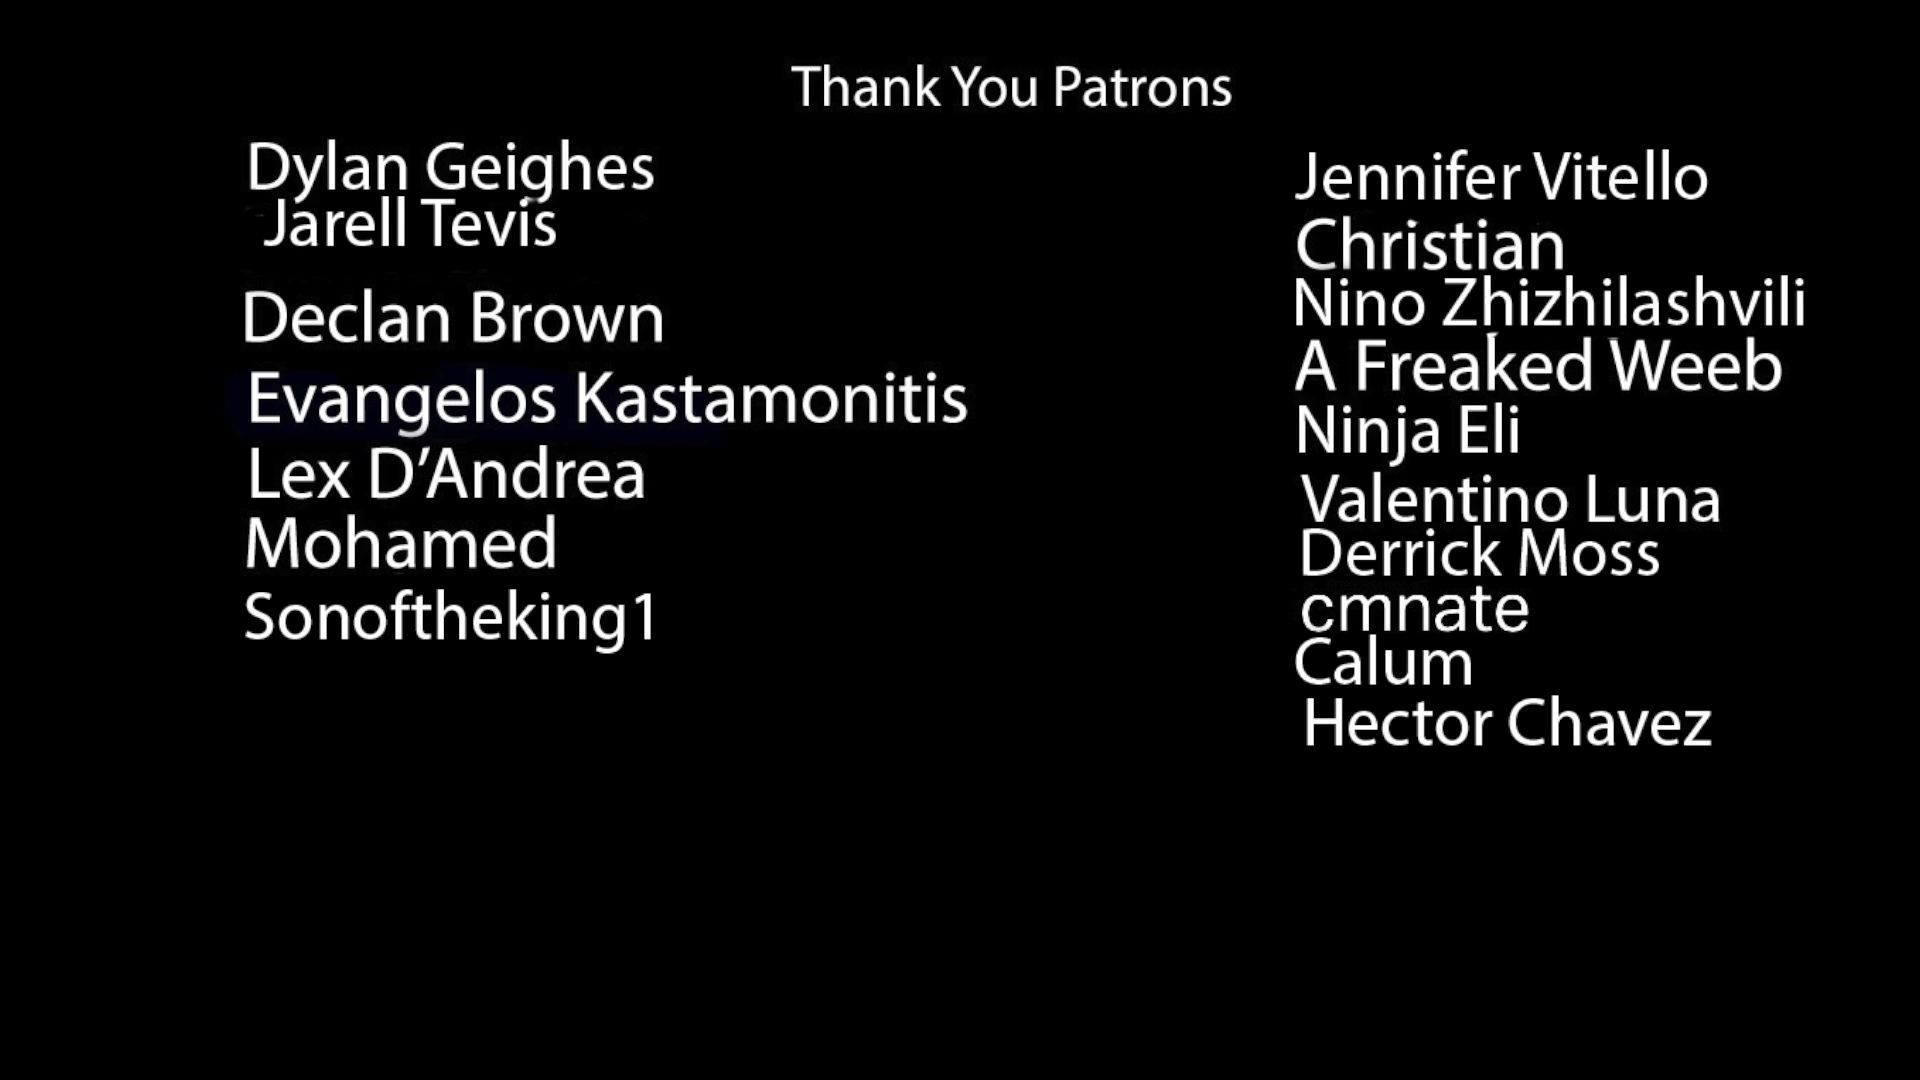 Thank You Patrons
Dylan Geighes
Jarell Tevis
Declan Brown
Evangelos Kastamonitis
Lex D’Andrea
Mohamed
Sonoftheking1
Jennifer Vitello
Christian
Nino Zhizhilashvili
A Freaked Weeb
Ninja Eli
Valentino Luna
Derrick Moss
cmnate
Calum
Hector Chavez